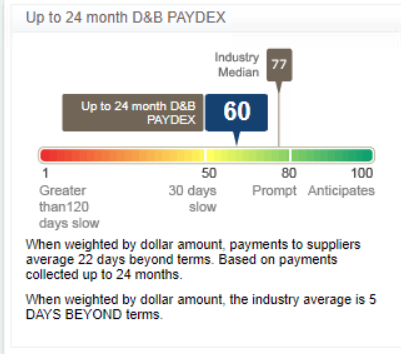 Up to 24 month D&B PAYDEX
Industry
Median
77
Up to 24 month D&B
PAYDEX
60
1
50
80
100
Greater
than120
days slow
30 days
slow
Prompt
Anticipates
When weighted by dollar amount, payments to suppliers
average 22 days beyond terms. Based on payments
collected up to 24 months.
When weighted by dollar amount, the industry average is 5
DAYS BEYOND terms.